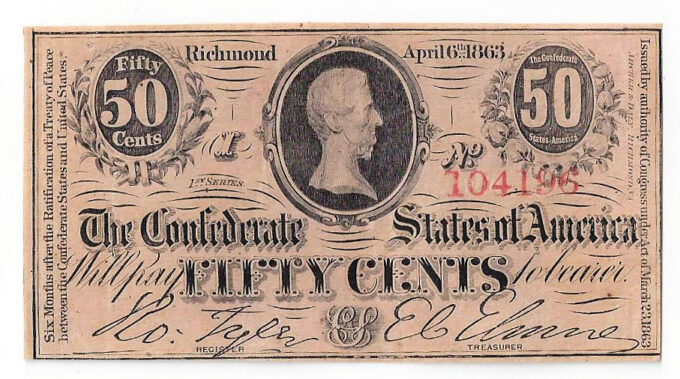 Six Months after the Ratification of a Treaty of Peace
between the Confederate States and United States.
Fifty
50
Cents
Richmond
April 6th 1863
The Confederate
50
States of America
1st Series
No
104196
The Confederate States of America
Will pay FIFTY CENTS to bearer.
Ro. Tyler
REGISTER
CS
TREASURER
Issued by authority of Congress under Act of March 23, 1863